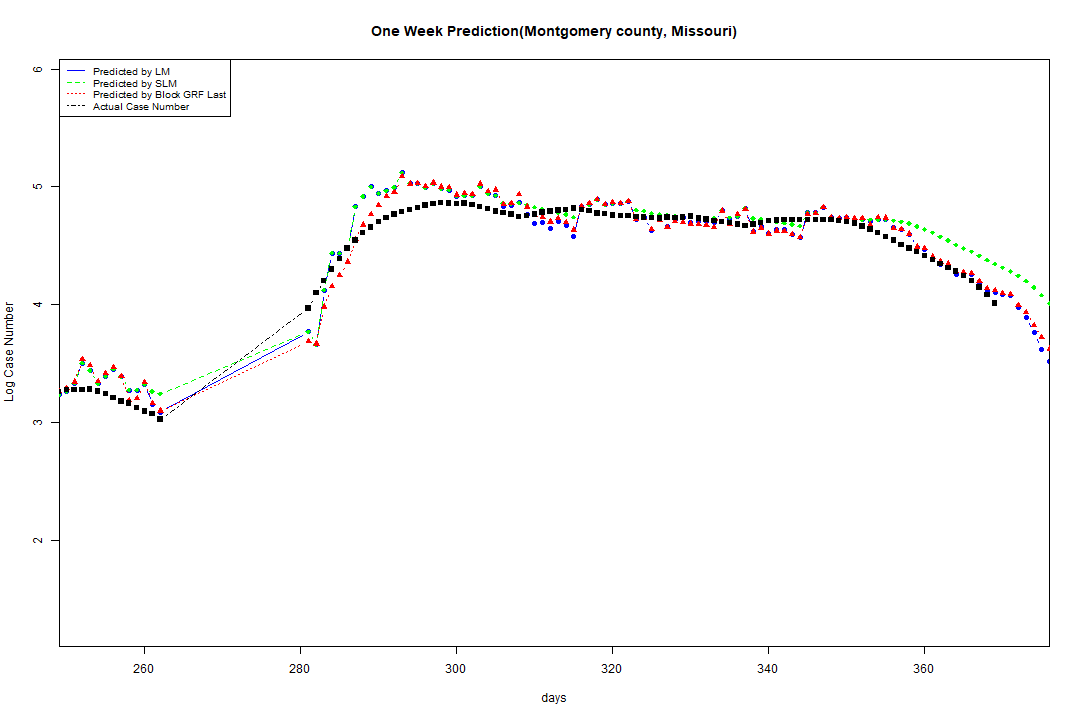 One Week Prediction(Montgomery county, Missouri)
Predicted by LM
Predicted by SLM
Predicted by Block GRF Last
Actual Case Number
6
5
4
3
2
Log Case Number
260 280 300 320 340 360
days